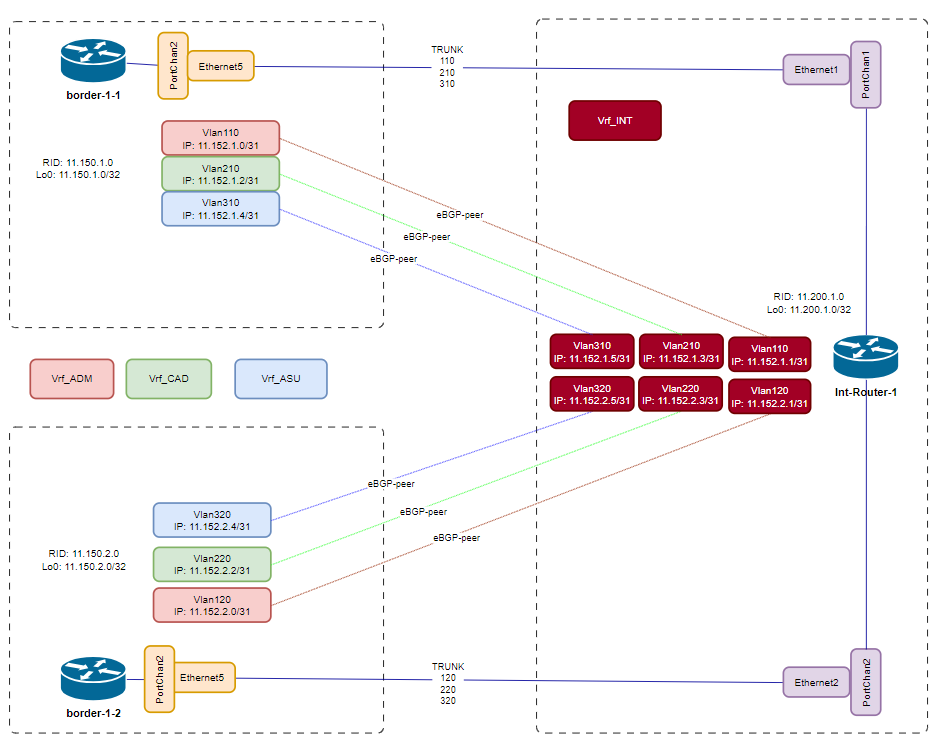 PortChan2
Ethernet5
border-1-1
TRUNK
110
210
310
Ethernet1
PortChan1
Vrf_INT
Vlan110
IP: 11.152.1.0/31
Vlan210
IP: 11.152.1.2/31
Vlan310
IP: 11.152.1.4/31
RID: 11.150.1.0
Lo0: 11.150.1.0/32
eBGP-peer
eBGP-peer
eBGP-peer
RID: 11.200.1.0
Lo0: 11.200.1.0/32
Vlan310
IP: 11.152.1.5/31
Vlan210
IP: 11.152.1.3/31
Vlan110
IP: 11.152.1.1/31
Vlan320
IP: 11.152.2.5/31
Vlan220
IP: 11.152.2.3/31
Vlan120
IP: 11.152.2.1/31
Int-Router-1
Vrf_ADM
Vrf_CAD
Vrf_ASU
eBGP-peer
eBGP-peer
eBGP-peer
Vlan320
IP: 11.152.2.4/31
Vlan220
IP: 11.152.2.2/31
Vlan120
IP: 11.152.2.0/31
RID: 11.150.2.0
Lo0: 11.150.2.0/32
PortChan2
Ethernet5
border-1-2
TRUNK
120
220
320
Ethernet2
PortChan2